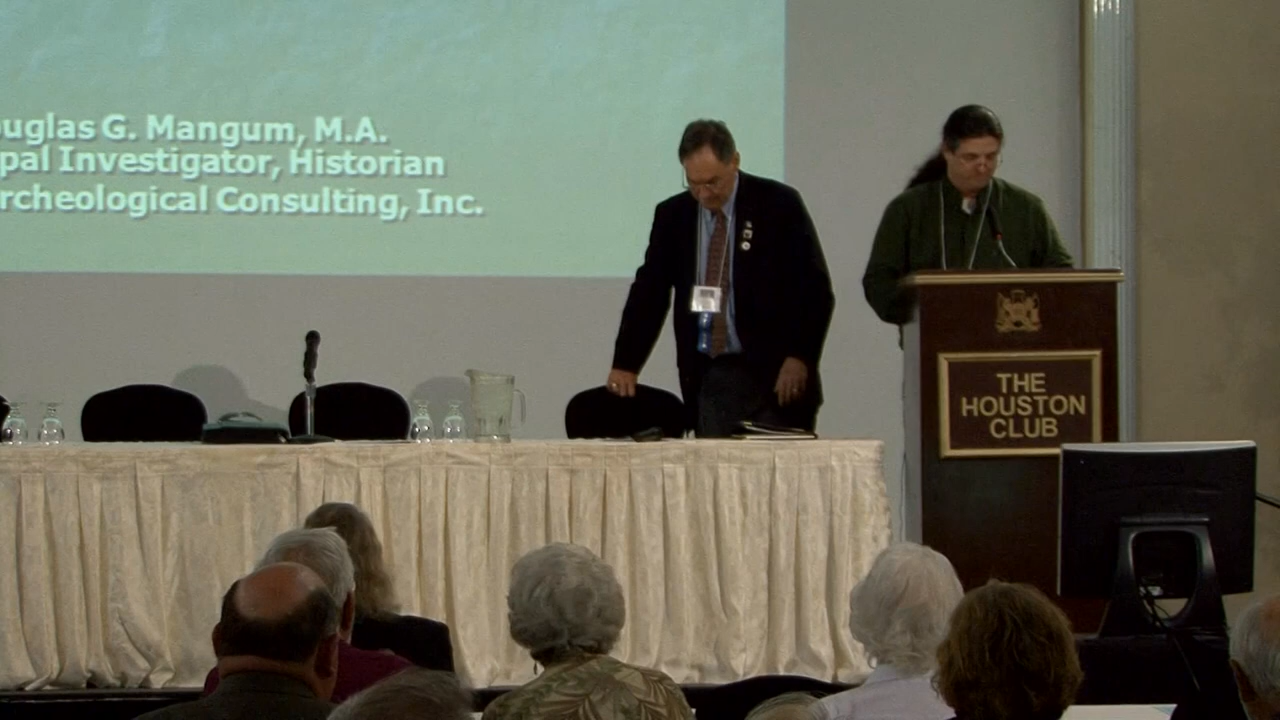 ouglas G. Mangum, M.A.
pal Investigator, Historian
rcheological Consulting, Inc.
THE
HOUSTON
CLUB